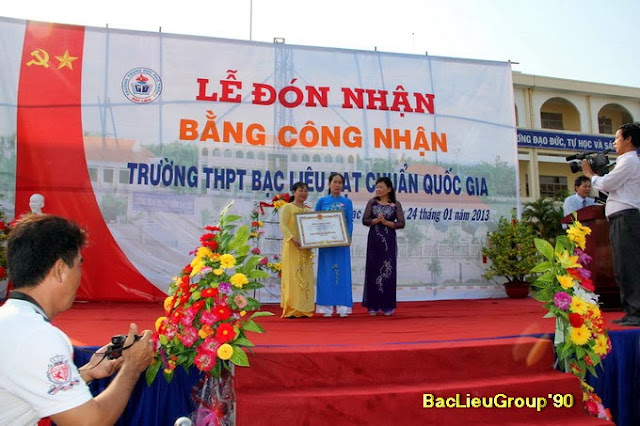 LỄ ĐÓN NHẬN
BẰNG CÔNG NHẬN
TRƯỜNG THPT BẠC LIÊU ĐẠT CHUẨN QUỐC GIA
24 tháng 01 năm 2013
ƯỜNG ĐẠO ĐỨC, TỰ HỌC VÀ SÁ
BacLieuGroup'90